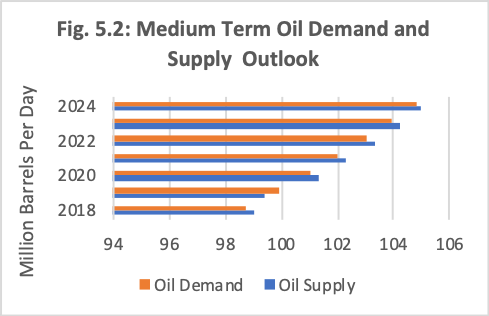 Fig. 5.2: Medium Term Oil Demand and
Supply Outlook
Million Barrels Per Day
2024
2022
2020
2018
94 96 98 100 102 104 106
Oil Demand Oil Supply